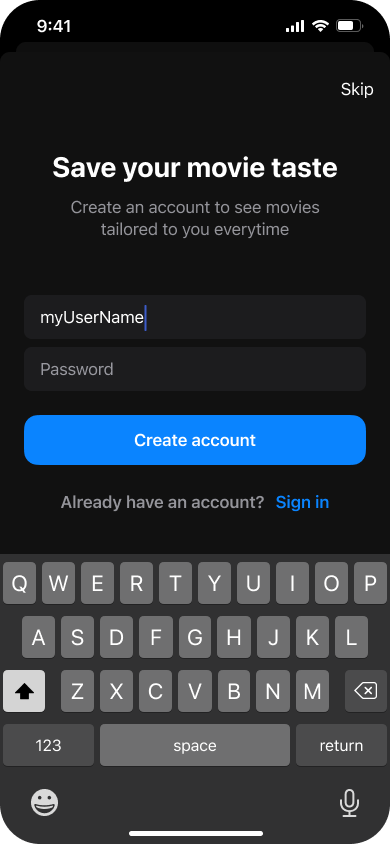 9:41
Skip
Save your movie taste
Create an account to see movies
tailored to you everytime
myUserName
Password
Create account
Already have an account? Sign in
Q W E R T Y U I O P
A S D F G H J K L
Z X C V B N M
123 space return